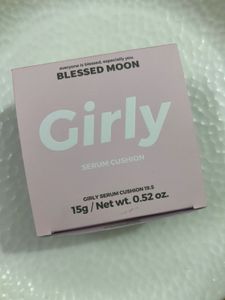 everyone is blessed, especially you
BLESSED MOON
Girly
SERUM CUSHION
GIRLY SERUM CUSHION 19.5
15g / Net wt. 0.52 oz.